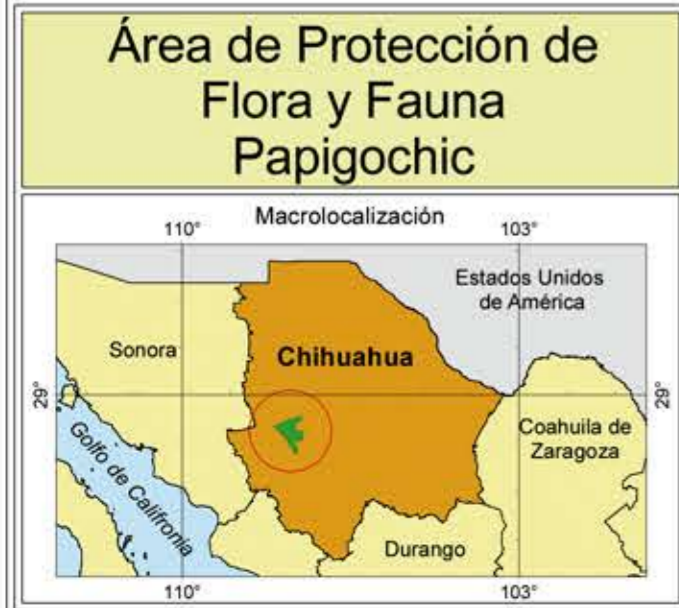 Área de Protección de
Flora y Fauna
Papigochic
Macrolocalización
110°
103°
Estados Unidos
de América
Sonora
Chihuahua
29°
29°
Coahuila de
Zaragoza
Golfo de Califronia
Durango
110°
103°